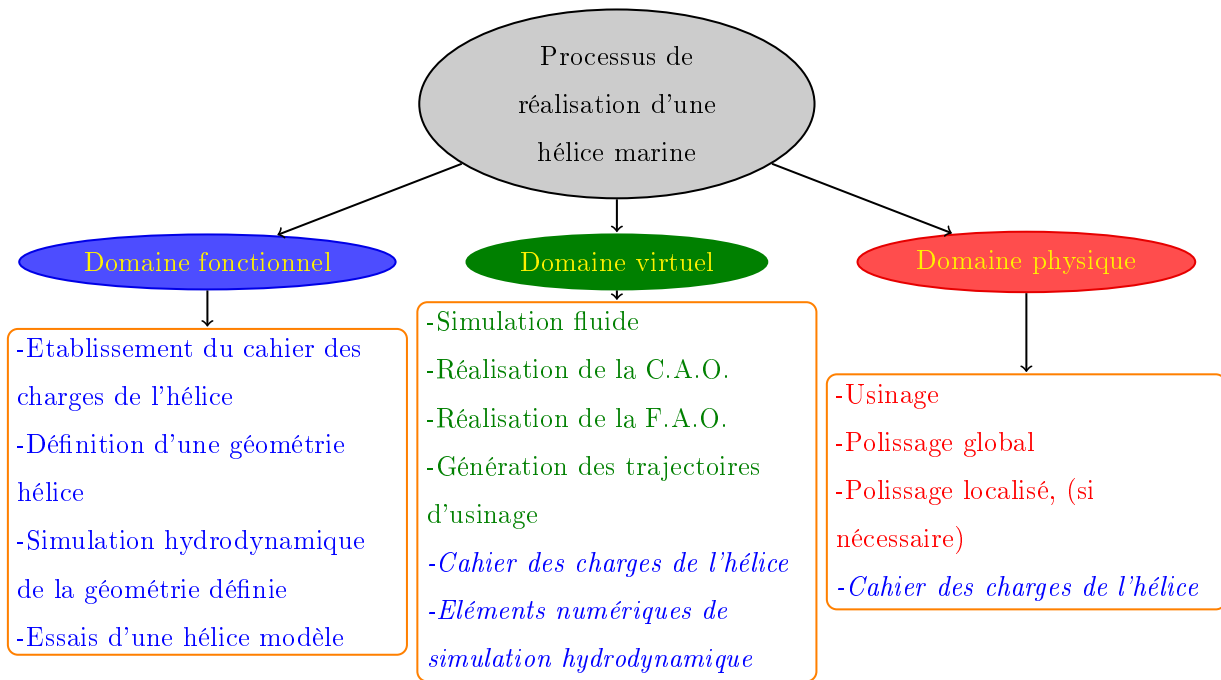 Processus de
réalisation d'une
hélice marine
Domaine fonctionnel
Domaine virtuel
Domaine physique
-Etablissement du cahier des
charges de l'hélice
-Définition d'une géométrie
hélice
-Simulation hydrodynamique
de la géométrie définie
-Essais d'une hélice modèle
-Simulation fluide
-Réalisation de la C.A.O.
-Réalisation de la F.A.O.
-Génération des trajectoires
d'usinage
-Cahier des charges de l'hélice
-Eléments numériques de
simulation hydrodynamique
-Usinage
-Polissage global
-Polissage localisé, (si
nécessaire)
-Cahier des charges de l'hélice